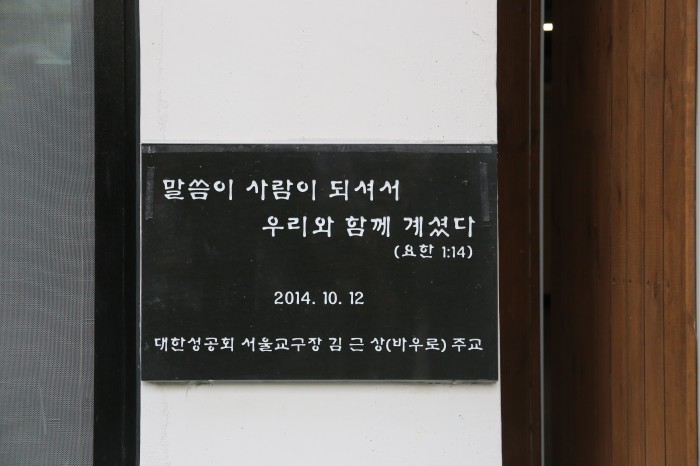 말씀이 사람이 되셔서
우리와 함께 계셨다
(요한 1:14)
2014. 10. 12
대한성공회 서울교구장 김 근 상(바우로) 주교